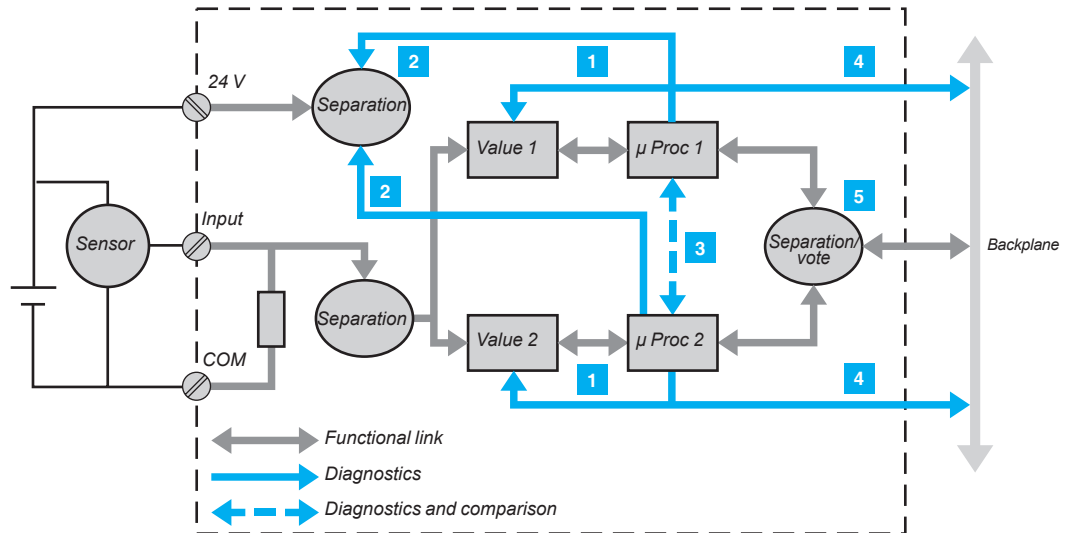 24 V
2
1
4
Separation
Value 1
µ Proc 1
2
5
Input
Sensor
3
Separation/
vote
Backplane
Separation
Value 2
µ Proc 2
COM
1
4
Functional link
Diagnostics
Diagnostics and comparison